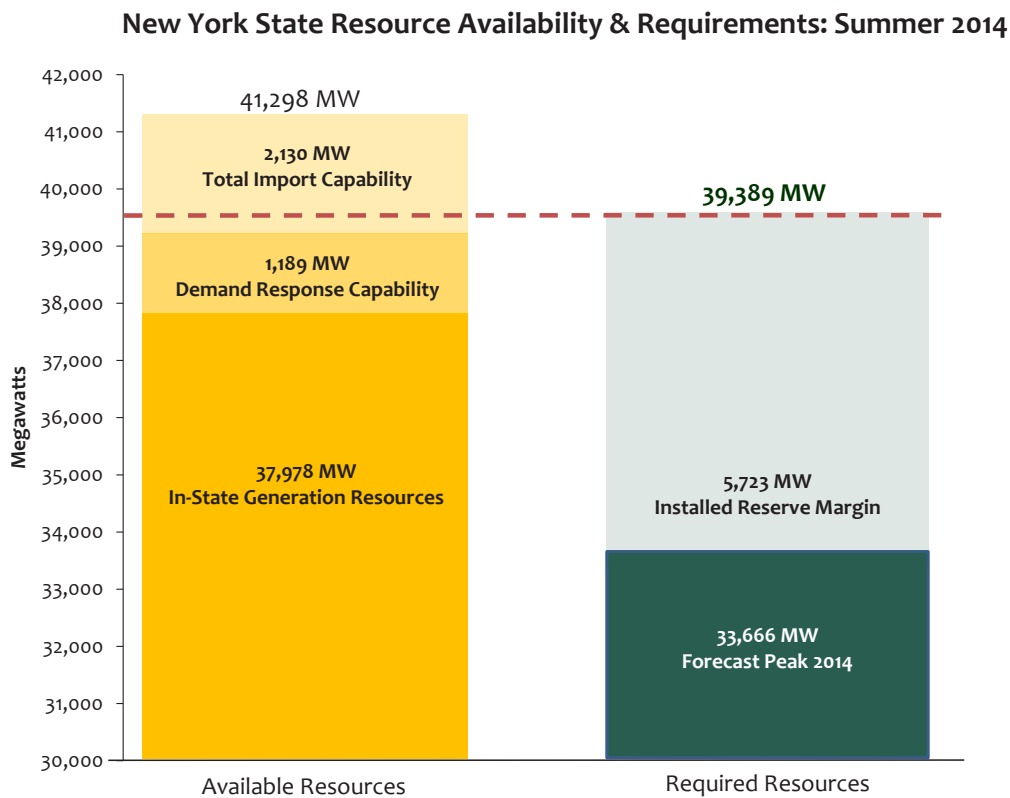 New York State Resource Availability & Requirements: Summer 2014
Megawatts
42,000
41,000
40,000
39,000
38,000
37,000
36,000
35,000
34,000
33,000
32,000
31,000
30,000
41,298 MW
2,130 MW
Total Import Capability
1,189 MW
Demand Response Capability
37,978 MW
In-State Generation Resources
39,389 MW
5,723 MW
Installed Reserve Margin
33,666 MW
Forecast Peak 2014
Available Resources
Required Resources